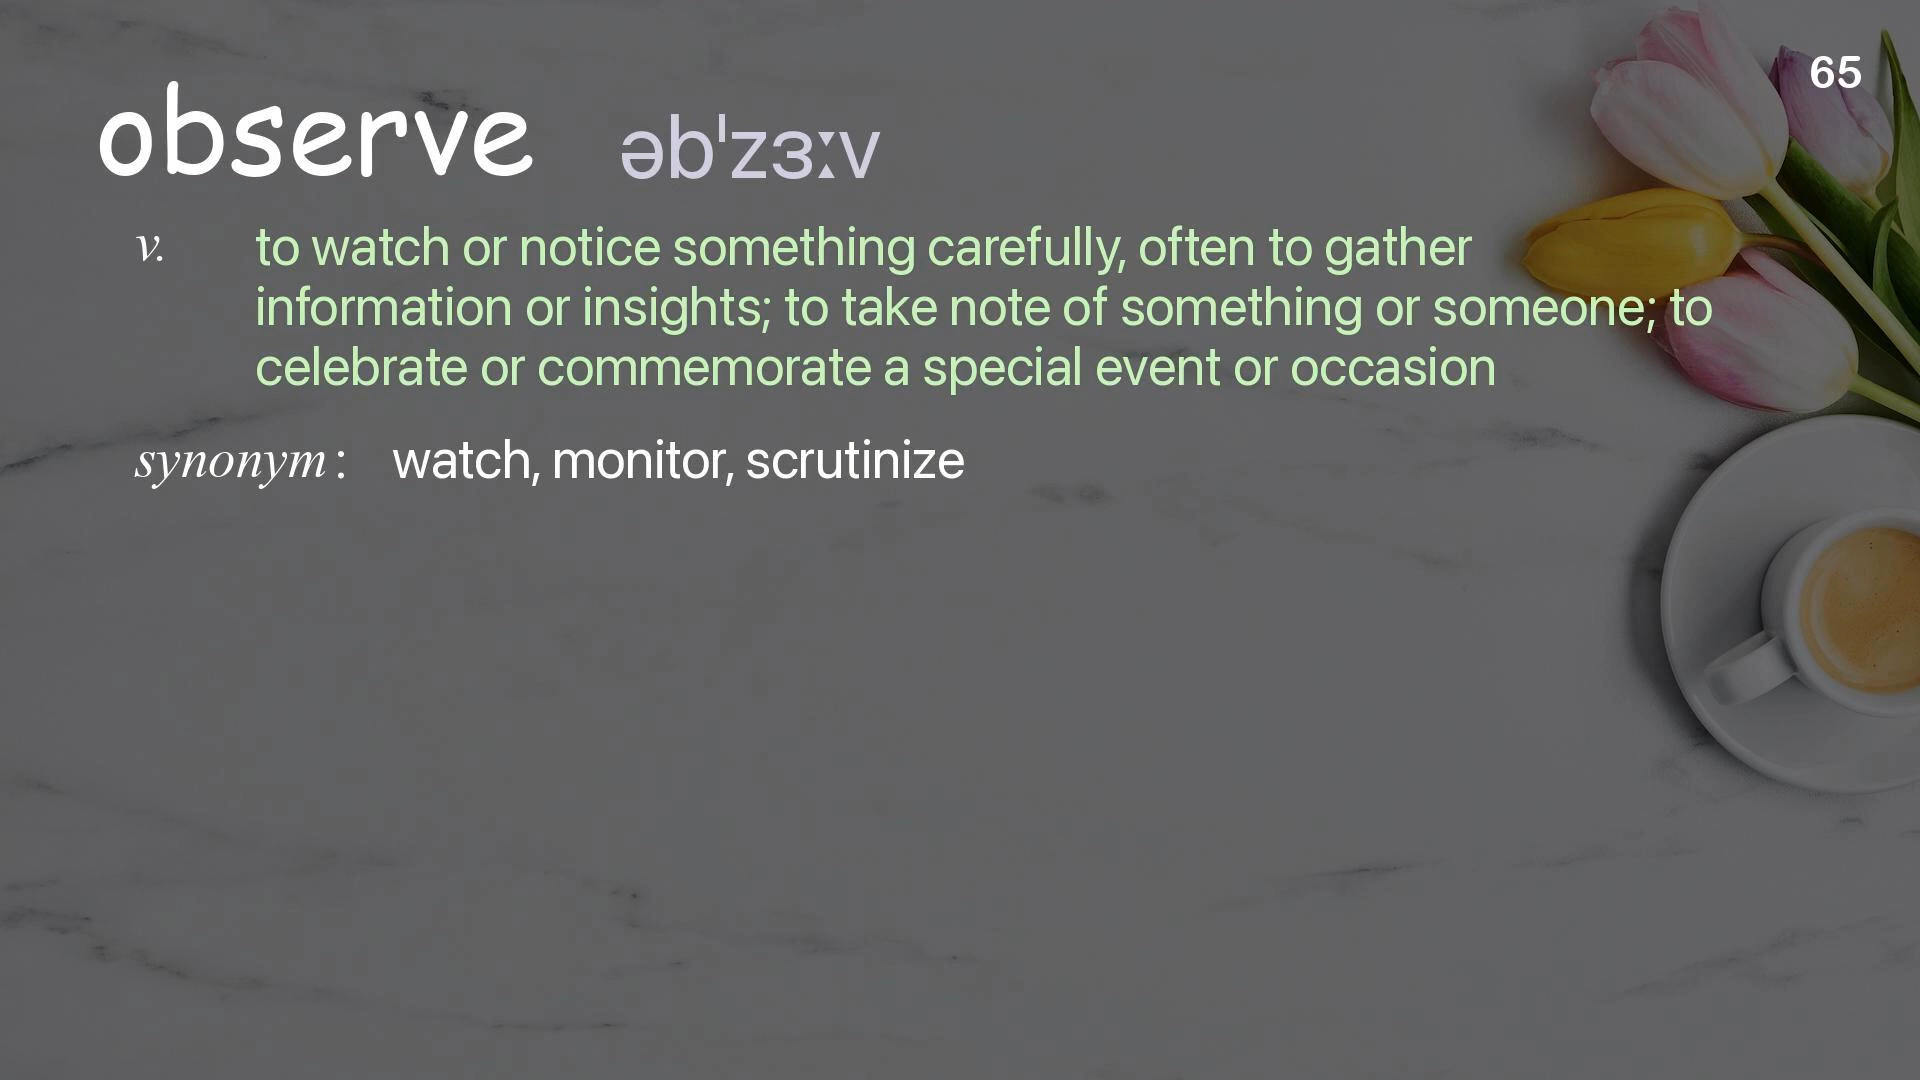 65
observe əbˈzɜːv
v. to watch or notice something carefully, often to gather
information or insights; to take note of something or someone; to
celebrate or commemorate a special event or occasion
synonym: watch, monitor, scrutinize